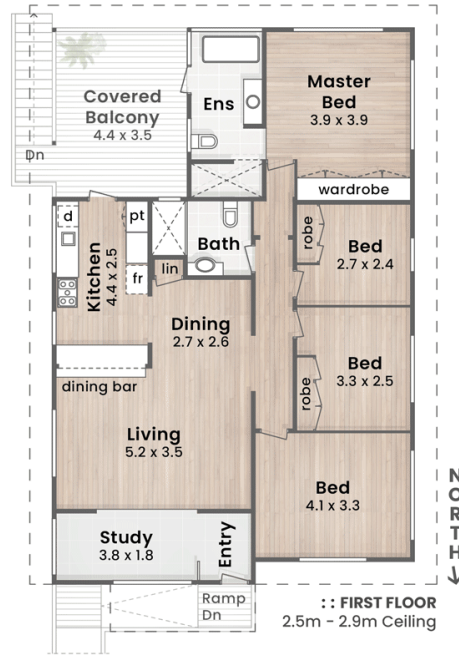 Covered
Balcony
4.4 x 3.5
Dn
Ens
Master
Bed
3.9 x 3.9
wardrobe
d
pt
Kitchen
4.4 x 2.5
fr
lin
Bath
robe
Bed
2.7 x 2.4
Dining
2.7 x 2.6
dining bar
robe
Bed
3.3 x 2.5
Living
5.2 x 3.5
Bed
4.1 x 3.3
Study
3.8 x 1.8
Entry
Ramp
Dn
NORTH
:: FIRST FLOOR
2.5m - 2.9m Ceiling